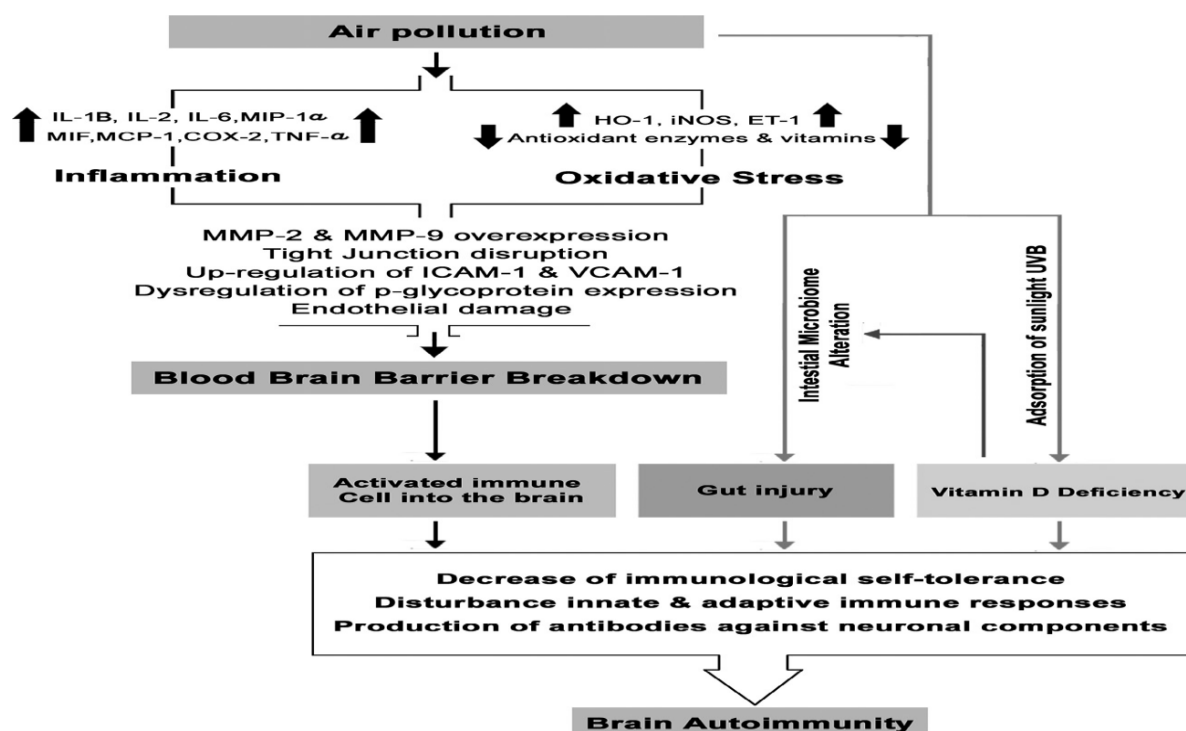 Air pollution
IL-1B, IL-2, IL-6,MIP-1α
MIF,MCP-1,COX-2,TNF-α
Inflammation
HO-1, iNOS, ET-1
Antioxidant enzymes & vitamins
Oxidative Stress
MMP-2 & MMP-9 overexpression
Tight Junction disruption
Up-regulation of ICAM-1 & VCAM-1
Dysregulation of p-glycoprotein expression
Endothelial damage
Blood Brain Barrier Breakdown
Intestial Microbiome
Alteration
Adsorption of sunlight UVB
Activated immune
Cell into the brain
Gut injury
Vitamin D Deficiency
Decrease of immunological self-tolerance
Disturbance innate & adaptive immune responses
Production of antibodies against neuronal components
Brain Autoimmunity